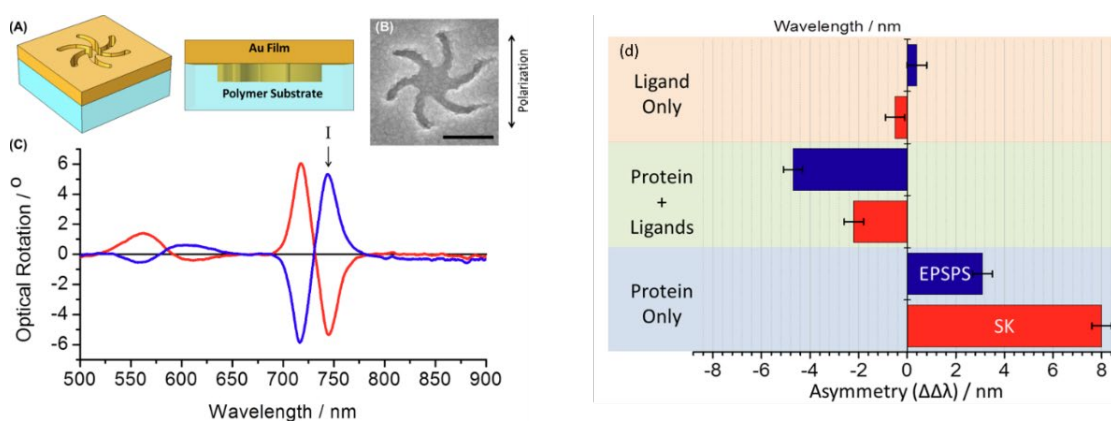 (A)
Au Film
Polymer Substrate
(B)
Polarization
(C)
I
Optical Rotation / °
6
4
2
0
-2
-4
-6
500 550 600 650 700 750 800 850 900
Wavelength / nm
Wavelength / nm
(d)
Ligand
Only
Protein
+
Ligands
Protein
Only
EPSPS
SK
-8 -6 -4 -2 0 2 4 6 8
Asymmetry (ΔΔλ) / nm